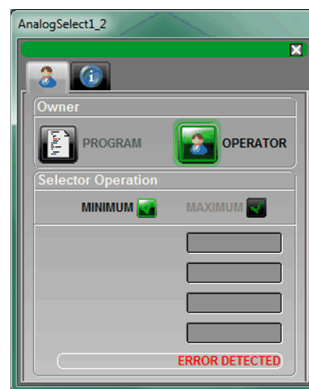 AnalogSelect1_2
Owner
PROGRAM OPERATOR
Selector Operation
MINIMUM MAXIMUM
ERROR DETECTED